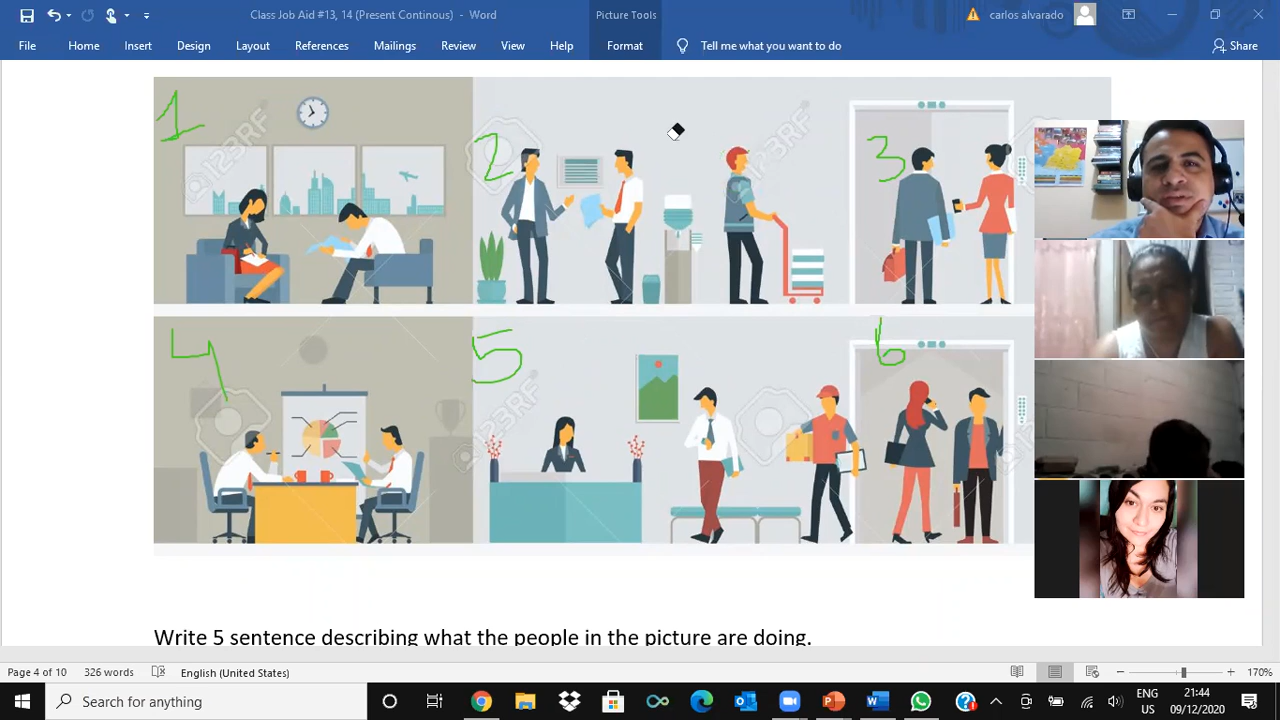 Class Job Aid #13, 14 (Present Continous) - Word
Picture Tools
carlos alvarado
File Home Insert Design Layout References Mailings Review View Help Format Tell me what you want to do Share
1
2
3
123RF
4
5
6
Write 5 sentence describing what the people in the picture are doing.
Page 4 of 10 326 words English (United States) 170%
Search for anything
ENG
US
21:44
09/12/2020